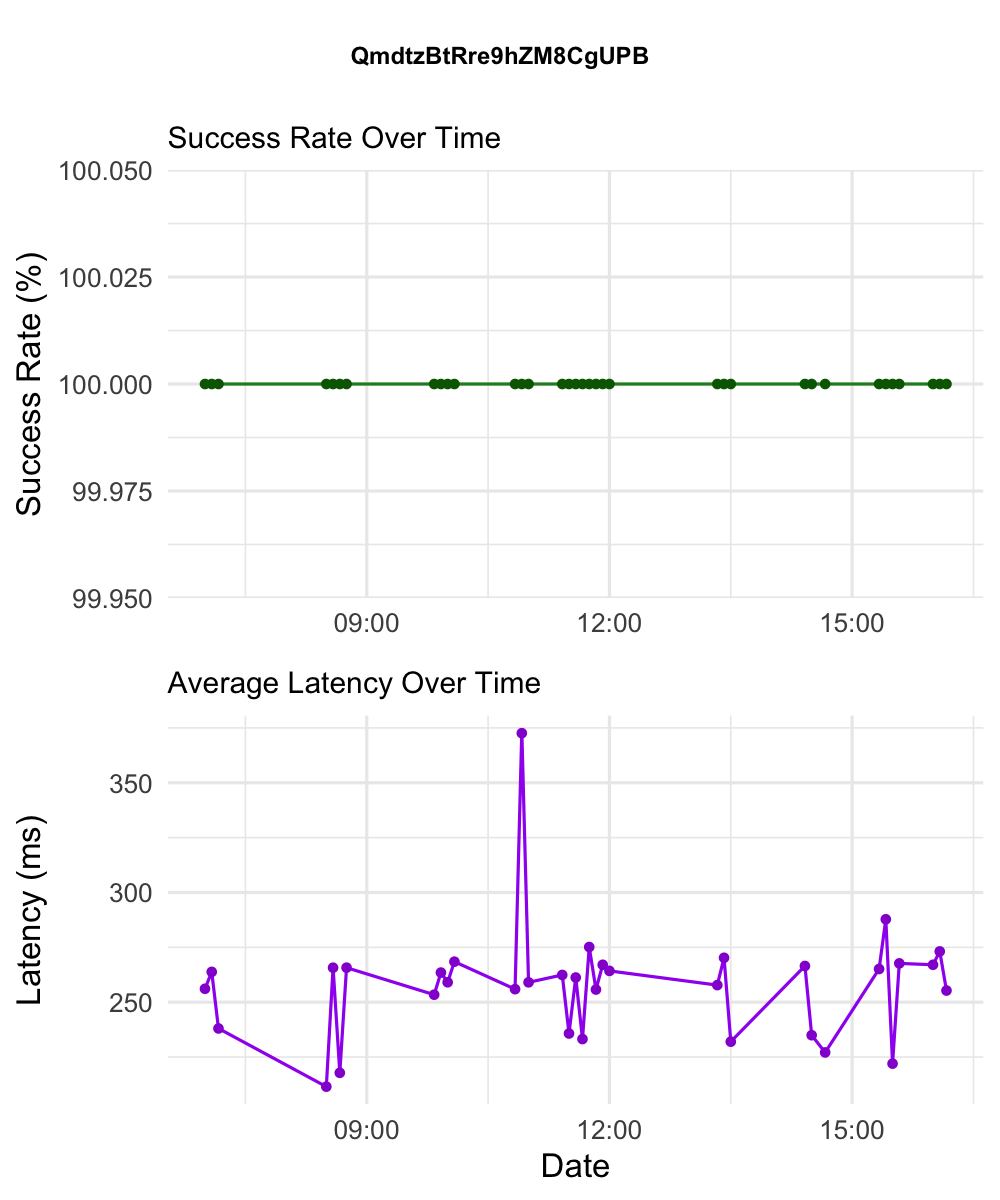 QmdtzBtRre9hZM8CgUPB
Success Rate Over Time
Success Rate (%)
100.050
100.025
100.000
99.975
99.950
09:00 12:00 15:00
Average Latency Over Time
Latency (ms)
350
300
250
09:00 12:00 15:00
Date